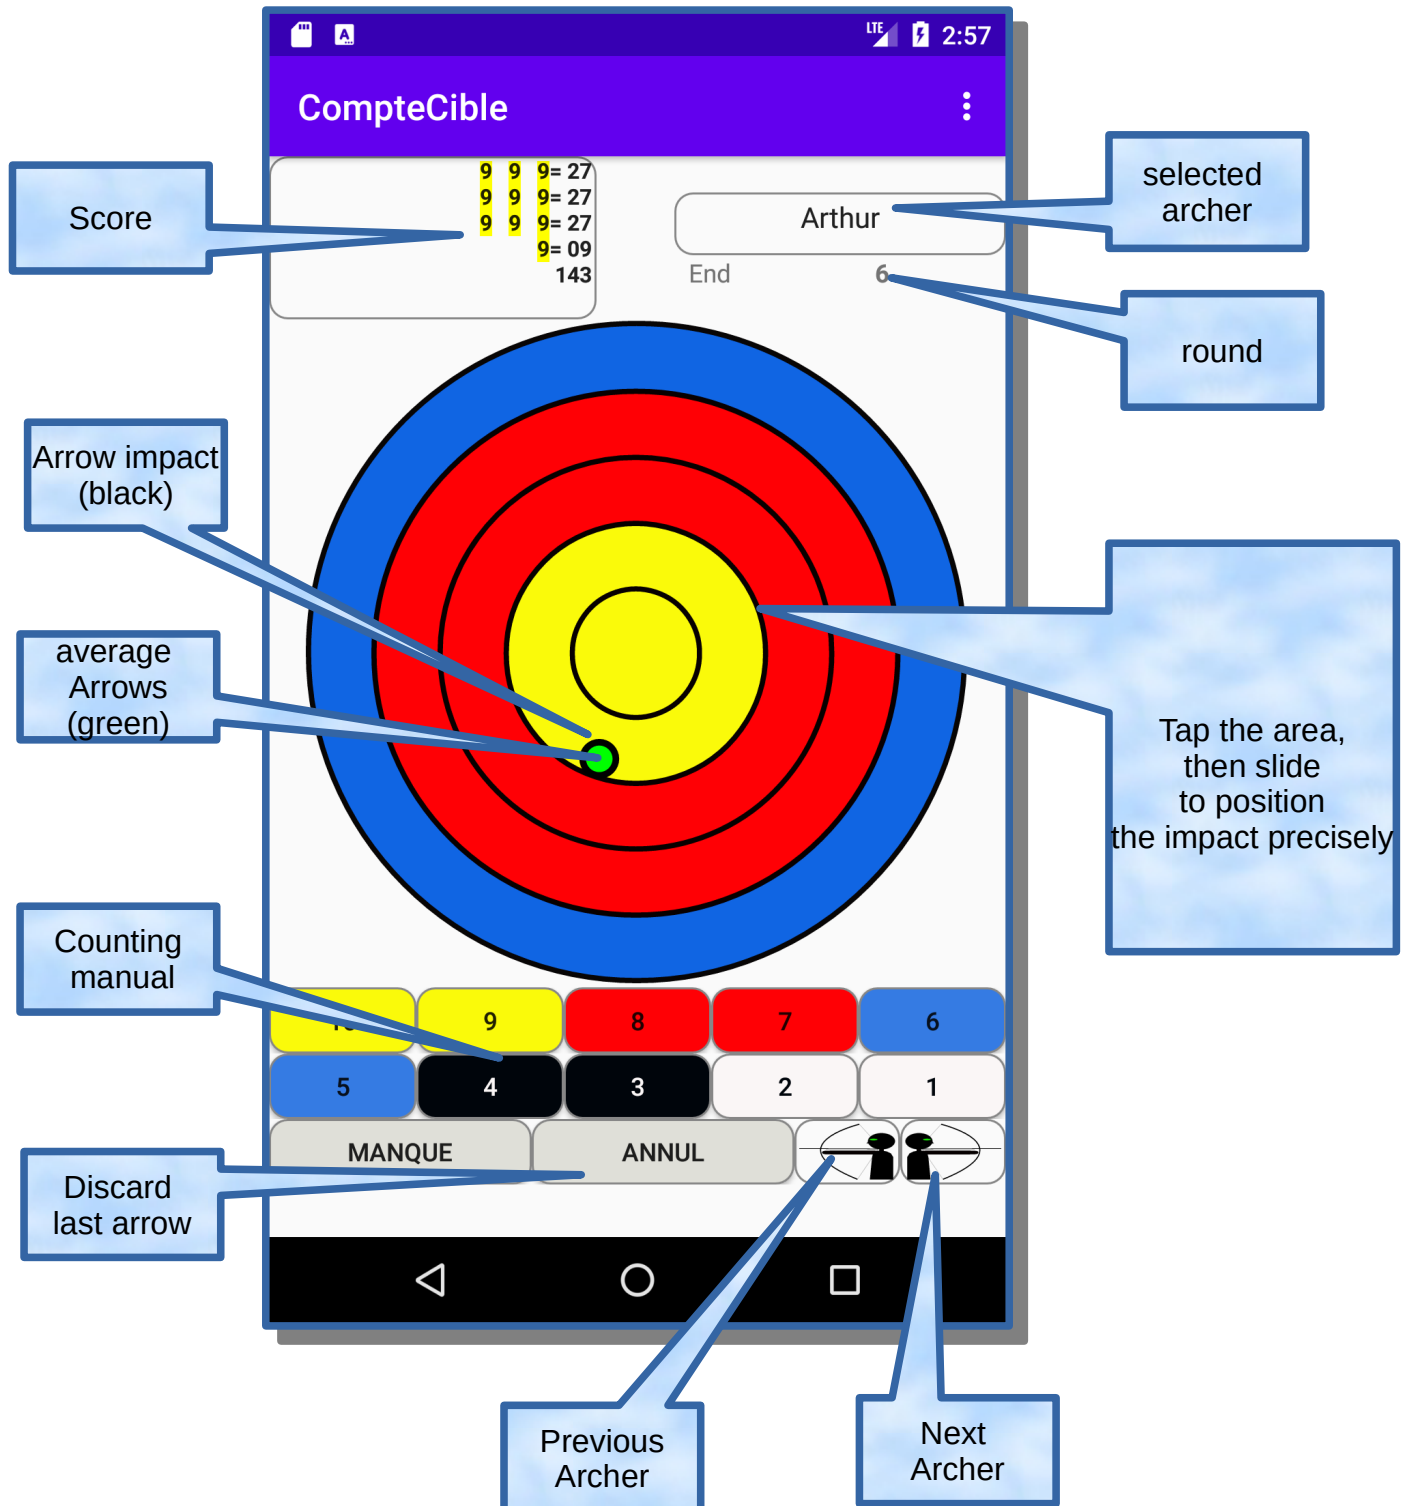 LTE 2:57
CompteCible
9 9 9= 27
9 9 9= 27
9 9 9= 27
9= 09
143
Arthur
End 6
Score
selected
archer
round
Arrow impact
(black)
average
Arrows
(green)
Tap the area,
then slide
to position
the impact precisely
Counting
manual
9 8 7 6
5 4 3 2 1
MANQUE ANNUL
Discard
last arrow
Previous
Archer
Next
Archer